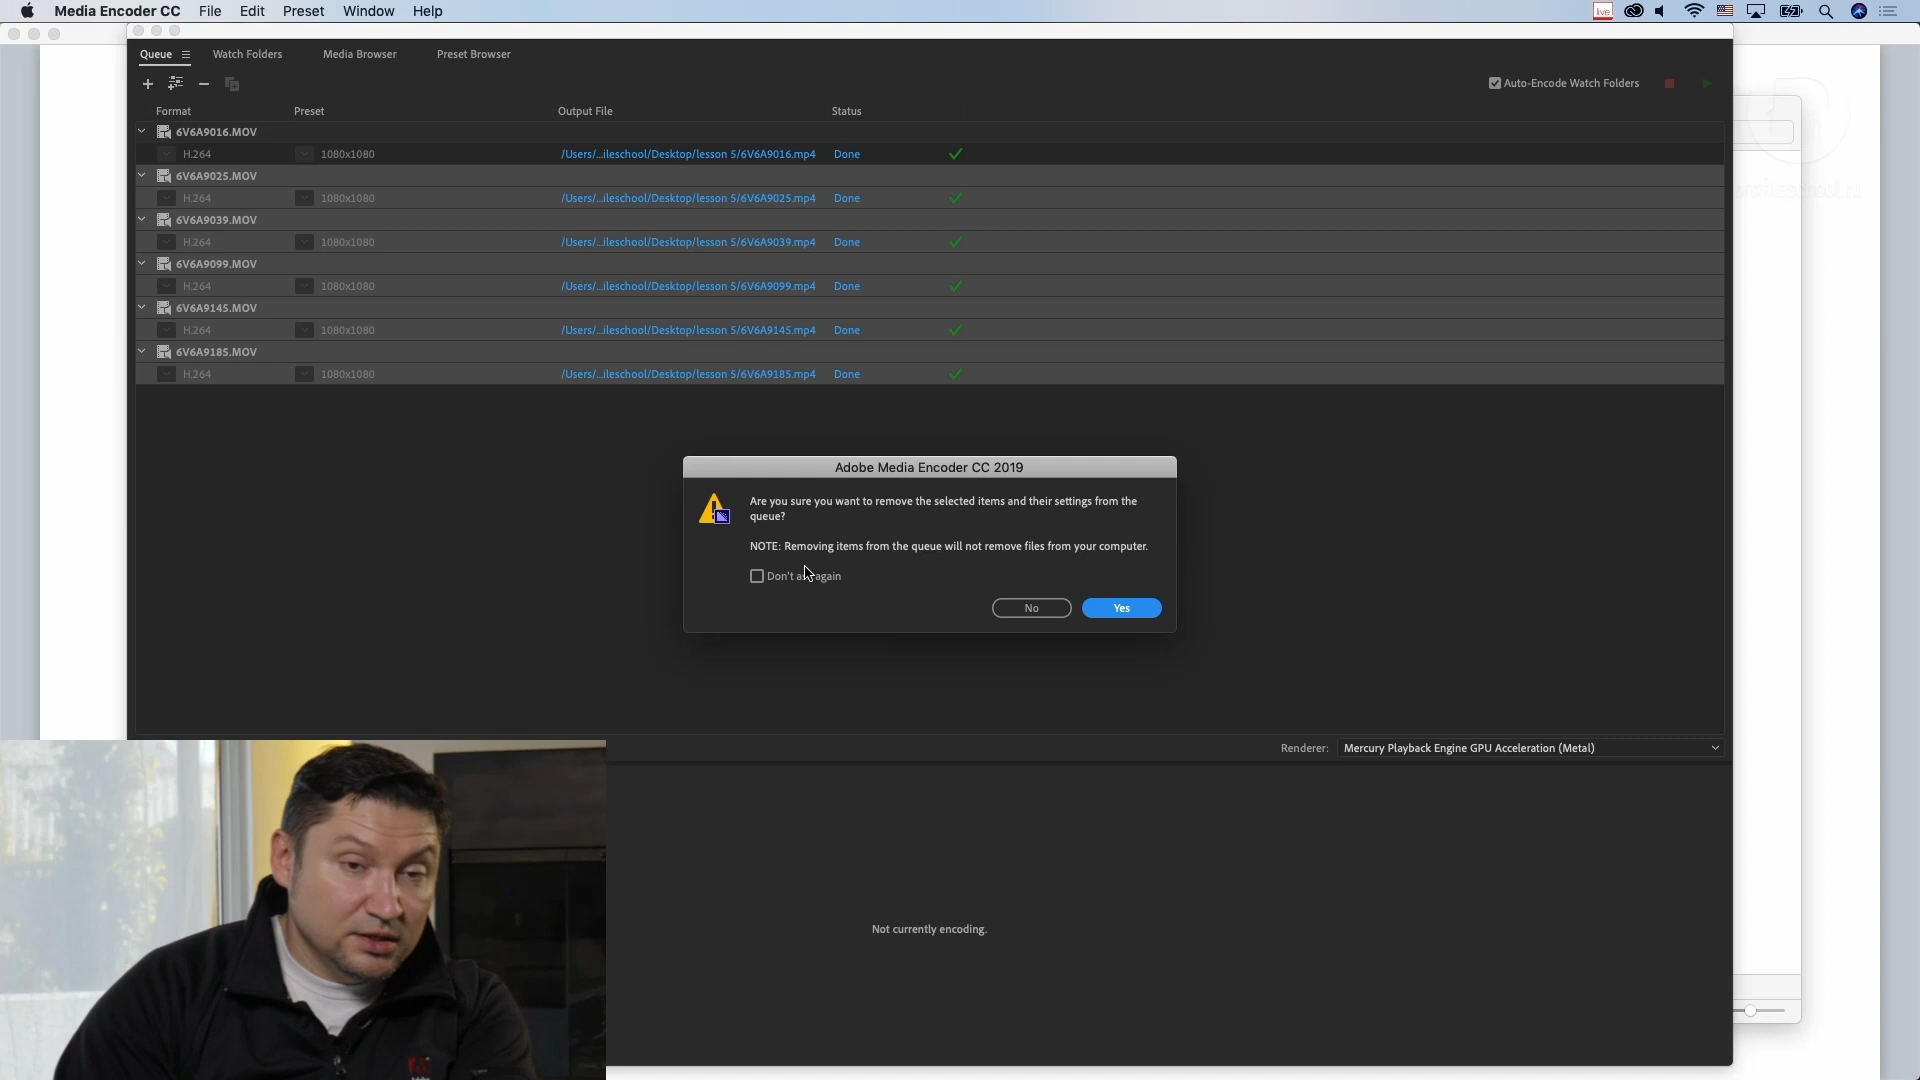 Media Encoder CC File Edit Preset Window Help
live
Queue Watch Folders Media Browser Preset Browser
Auto-Encode Watch Folders
Format Preset Output File Status
6V6A9016.MOV
H.264 1080x1080 /Users/...ileschool/Desktop/lesson 5/6V6A9016.mp4 Done
6V6A9025.MOV
H.264 1080x1080 /Users/...ileschool/Desktop/lesson 5/6V6A9025.mp4 Done
6V6A9039.MOV
H.264 1080x1080 /Users/...ileschool/Desktop/lesson 5/6V6A9039.mp4 Done
6V6A9099.MOV
H.264 1080x1080 /Users/...ileschool/Desktop/lesson 5/6V6A9099.mp4 Done
6V6A9145.MOV
H.264 1080x1080 /Users/...ileschool/Desktop/lesson 5/6V6A9145.mp4 Done
6V6A9185.MOV
H.264 1080x1080 /Users/...ileschool/Desktop/lesson 5/6V6A9185.mp4 Done
Adobe Media Encoder CC 2019
Are you sure you want to remove the selected items and their settings from the
queue?
NOTE: Removing items from the queue will not remove files from your computer.
Don't ask again
No Yes
Renderer: Mercury Playback Engine GPU Acceleration (Metal)
Not currently encoding.